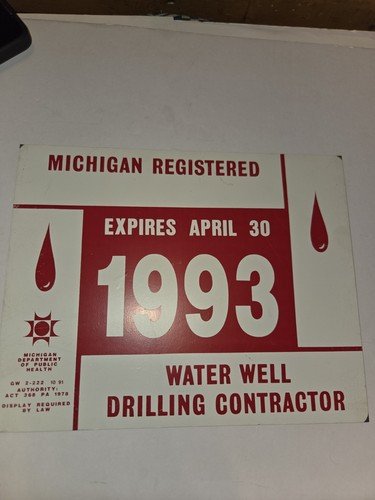 MICHIGAN REGISTERED
EXPIRES APRIL 30
1993
MICHIGAN
DEPARTMENT
OF PUBLIC
HEALTH
GW 2-222 10 91
AUTHORITY:
ACT 368 PA 1978
DISPLAY REQUIRED
BY LAW
WATER WELL
DRILLING CONTRACTOR